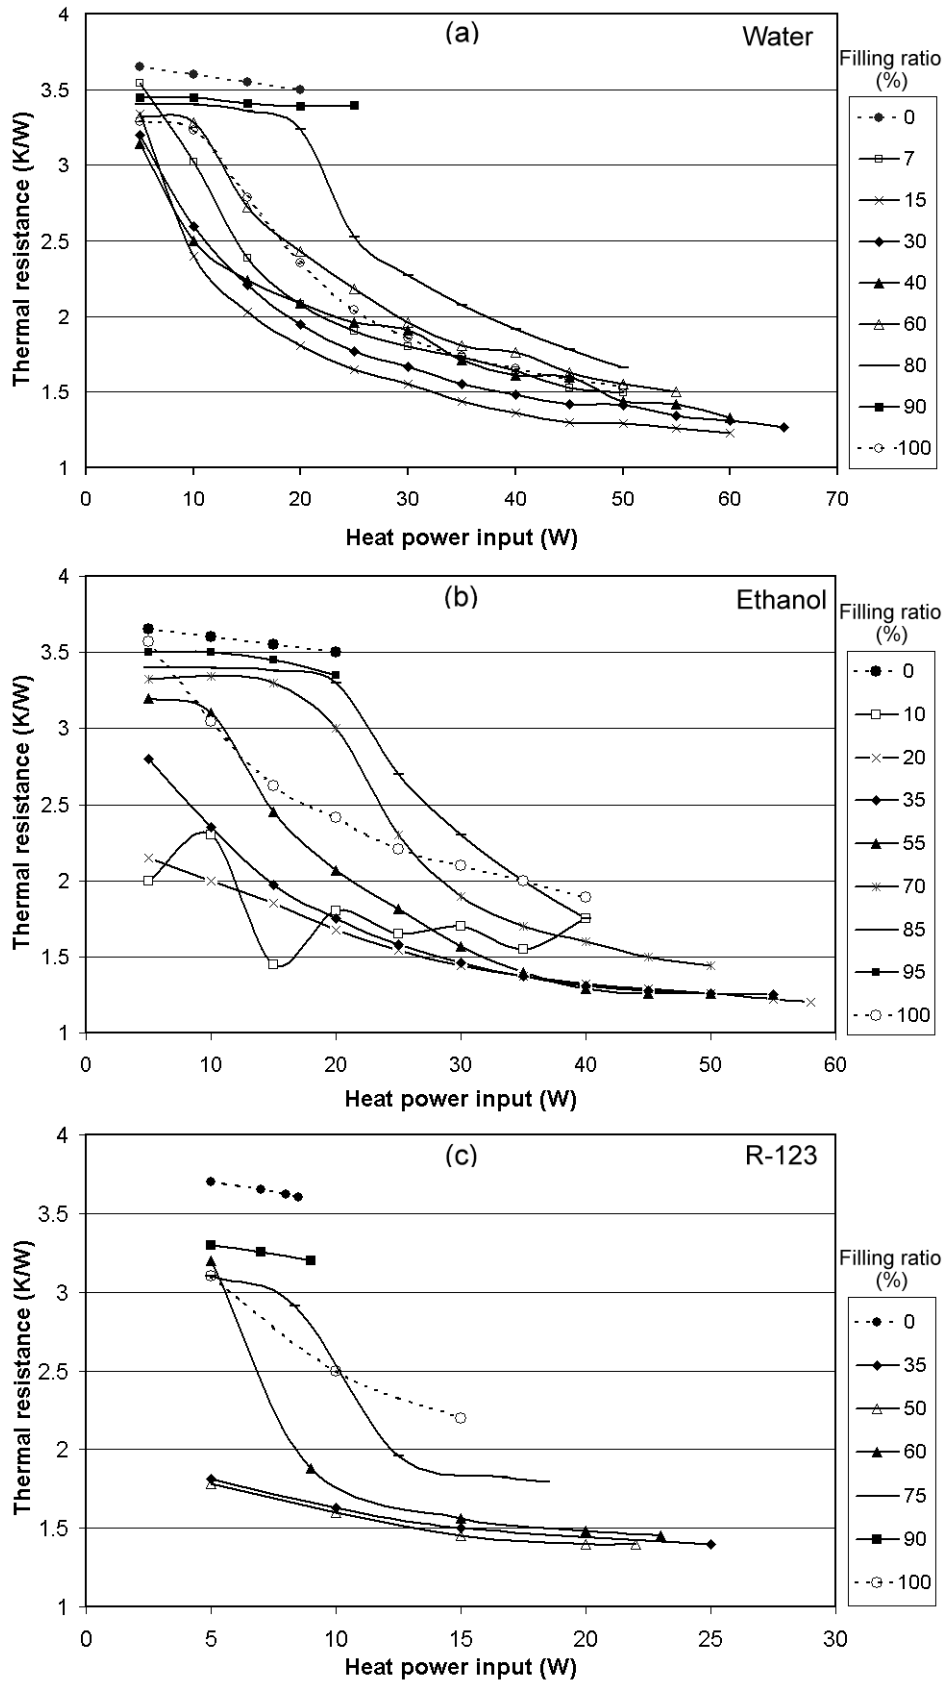 (a)
Water
Filling ratio
(%)
0
7
15
30
40
60
80
90
100
Thermal resistance (K/W)
4
3.5
3
2.5
2
1.5
1
0 10 20 30 40 50 60 70
Heat power input (W)
(b)
Ethanol
Filling ratio
(%)
0
10
20
35
55
70
85
95
100
Thermal resistance (K/W)
4
3.5
3
2.5
2
1.5
1
0 10 20 30 40 50 60
Heat power input (W)
(c)
R-123
Filling ratio
(%)
0
35
50
60
75
90
100
Thermal resistance (K/W)
4
3.5
3
2.5
2
1.5
1
0 5 10 15 20 25 30
Heat power input (W)